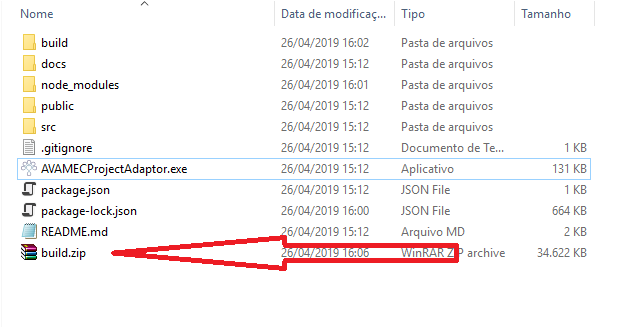 Nome Data de modificaç... Tipo Tamanho
build 26/04/2019 16:02 Pasta de arquivos
docs 26/04/2019 15:12 Pasta de arquivos
node_modules 26/04/2019 16:01 Pasta de arquivos
public 26/04/2019 15:12 Pasta de arquivos
src 26/04/2019 15:12 Pasta de arquivos
.gitignore 26/04/2019 15:12 Documento de Te... 1 KB
AVAMECProjectAdaptor.exe 26/04/2019 15:12 Aplicativo 131 KB
package.json 26/04/2019 15:12 JSON File 1 KB
package-lock.json 26/04/2019 16:00 JSON File 664 KB
README.md 26/04/2019 15:12 Arquivo MD 2 KB
build.zip 26/04/2019 16:06 WinRAR ZIP archive 34.622 KB